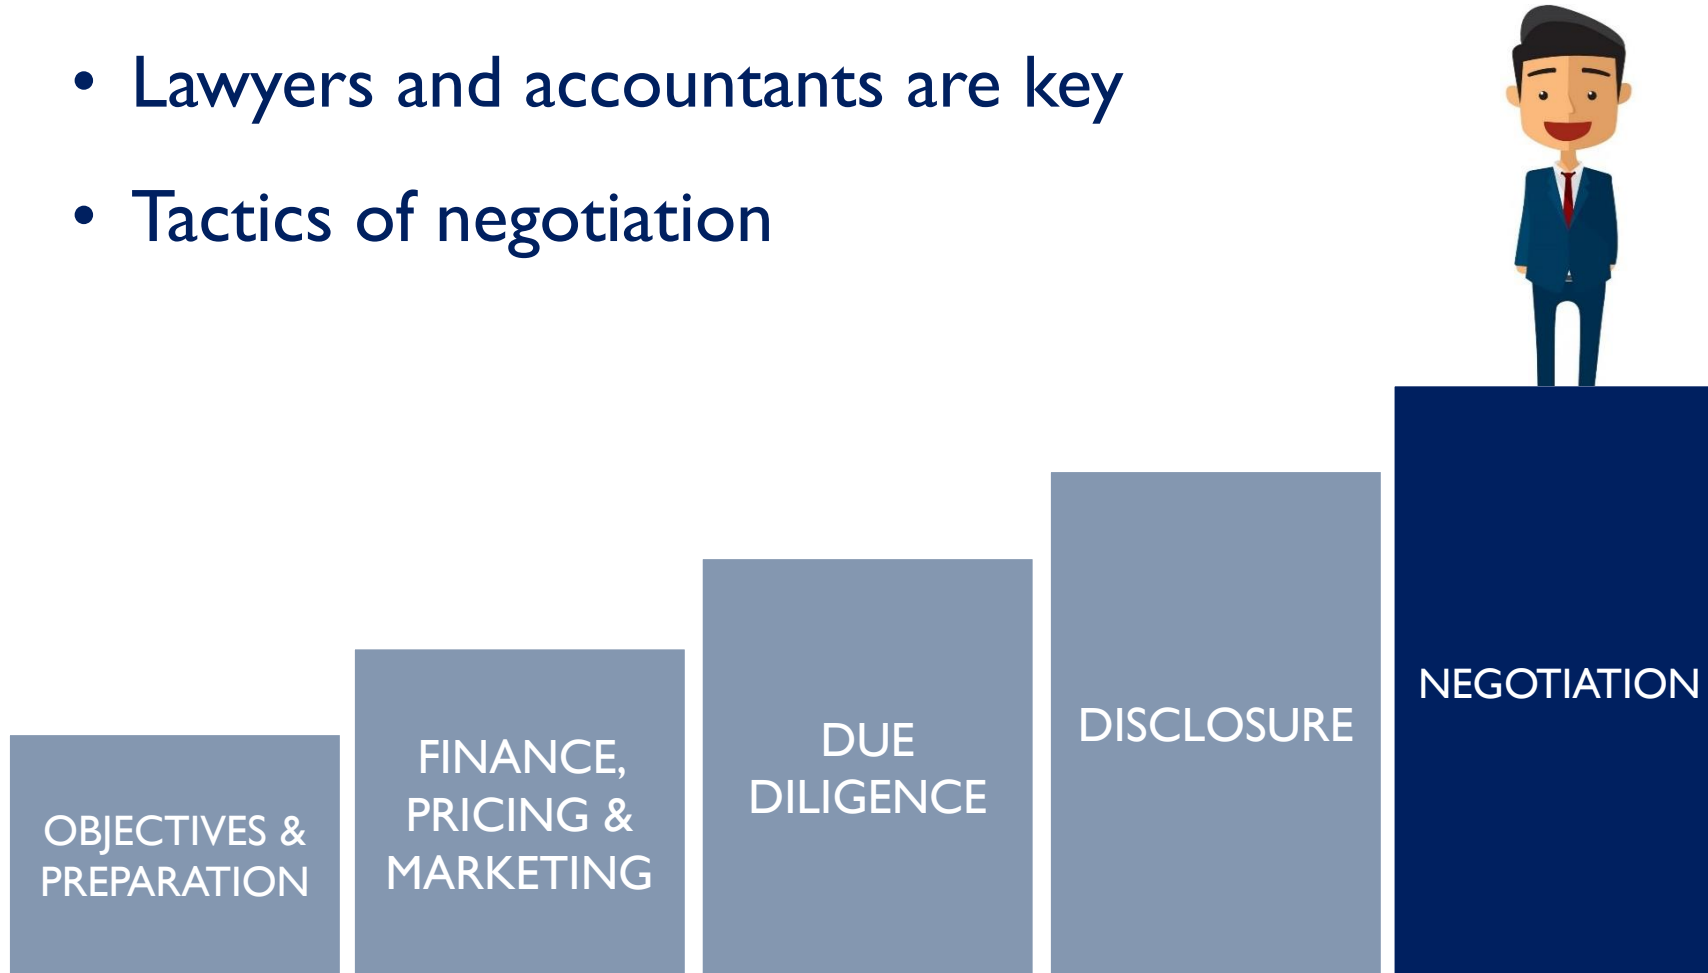 • Lawyers and accountants are key
• Tactics of negotiation
OBJECTIVES &
PREPARATION
FINANCE,
PRICING &
MARKETING
DUE
DILIGENCE
DISCLOSURE
NEGOTIATION